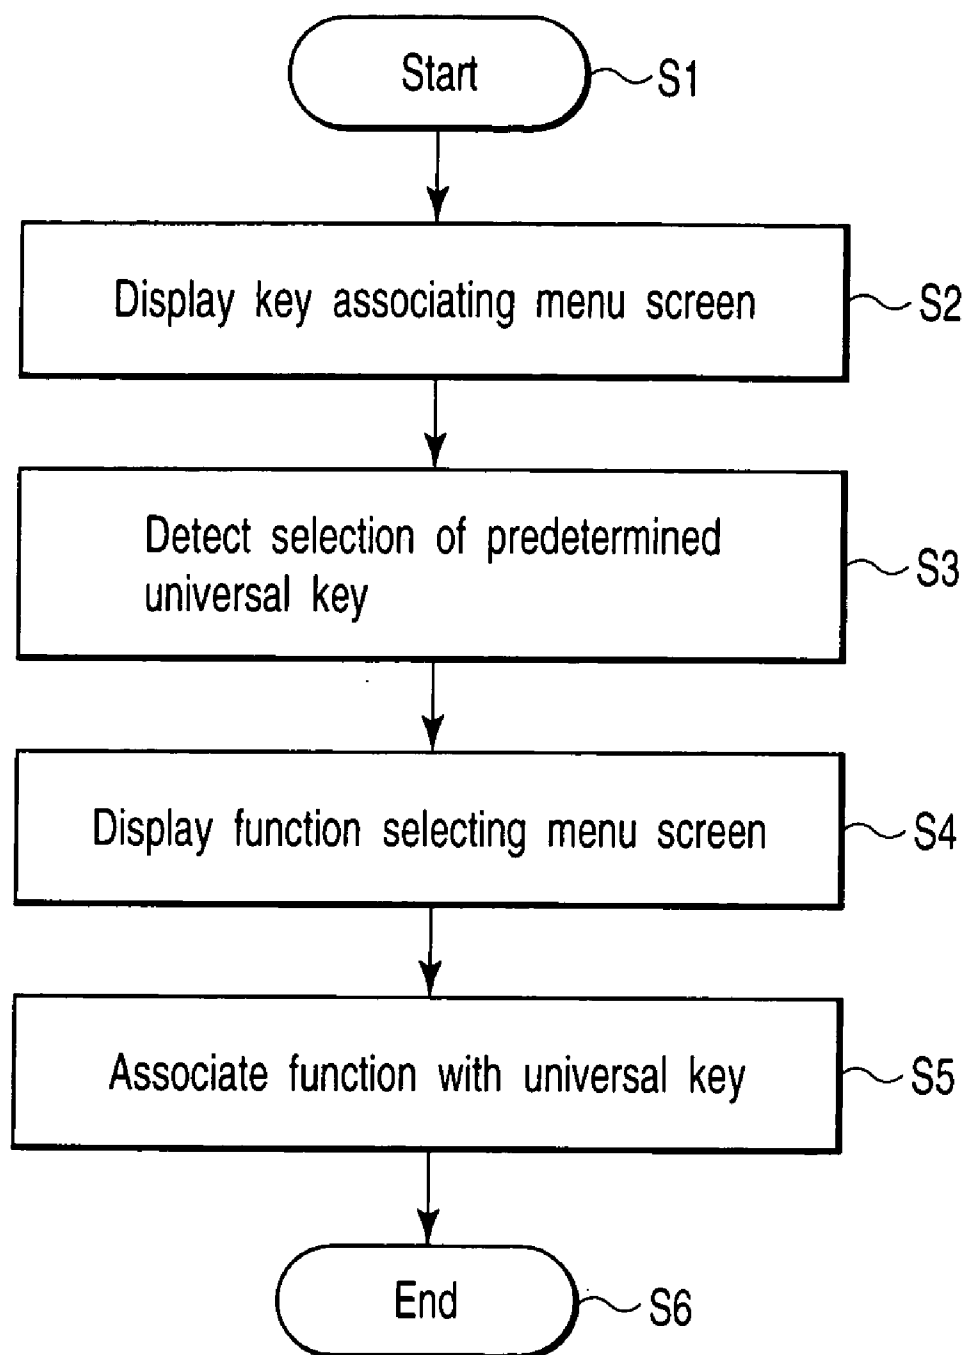 Start
S1
Display key associating menu screen
S2
Detect selection of predetermined
universal key
S3
Display function selecting menu screen
S4
Associate function with universal key
S5
End
S6